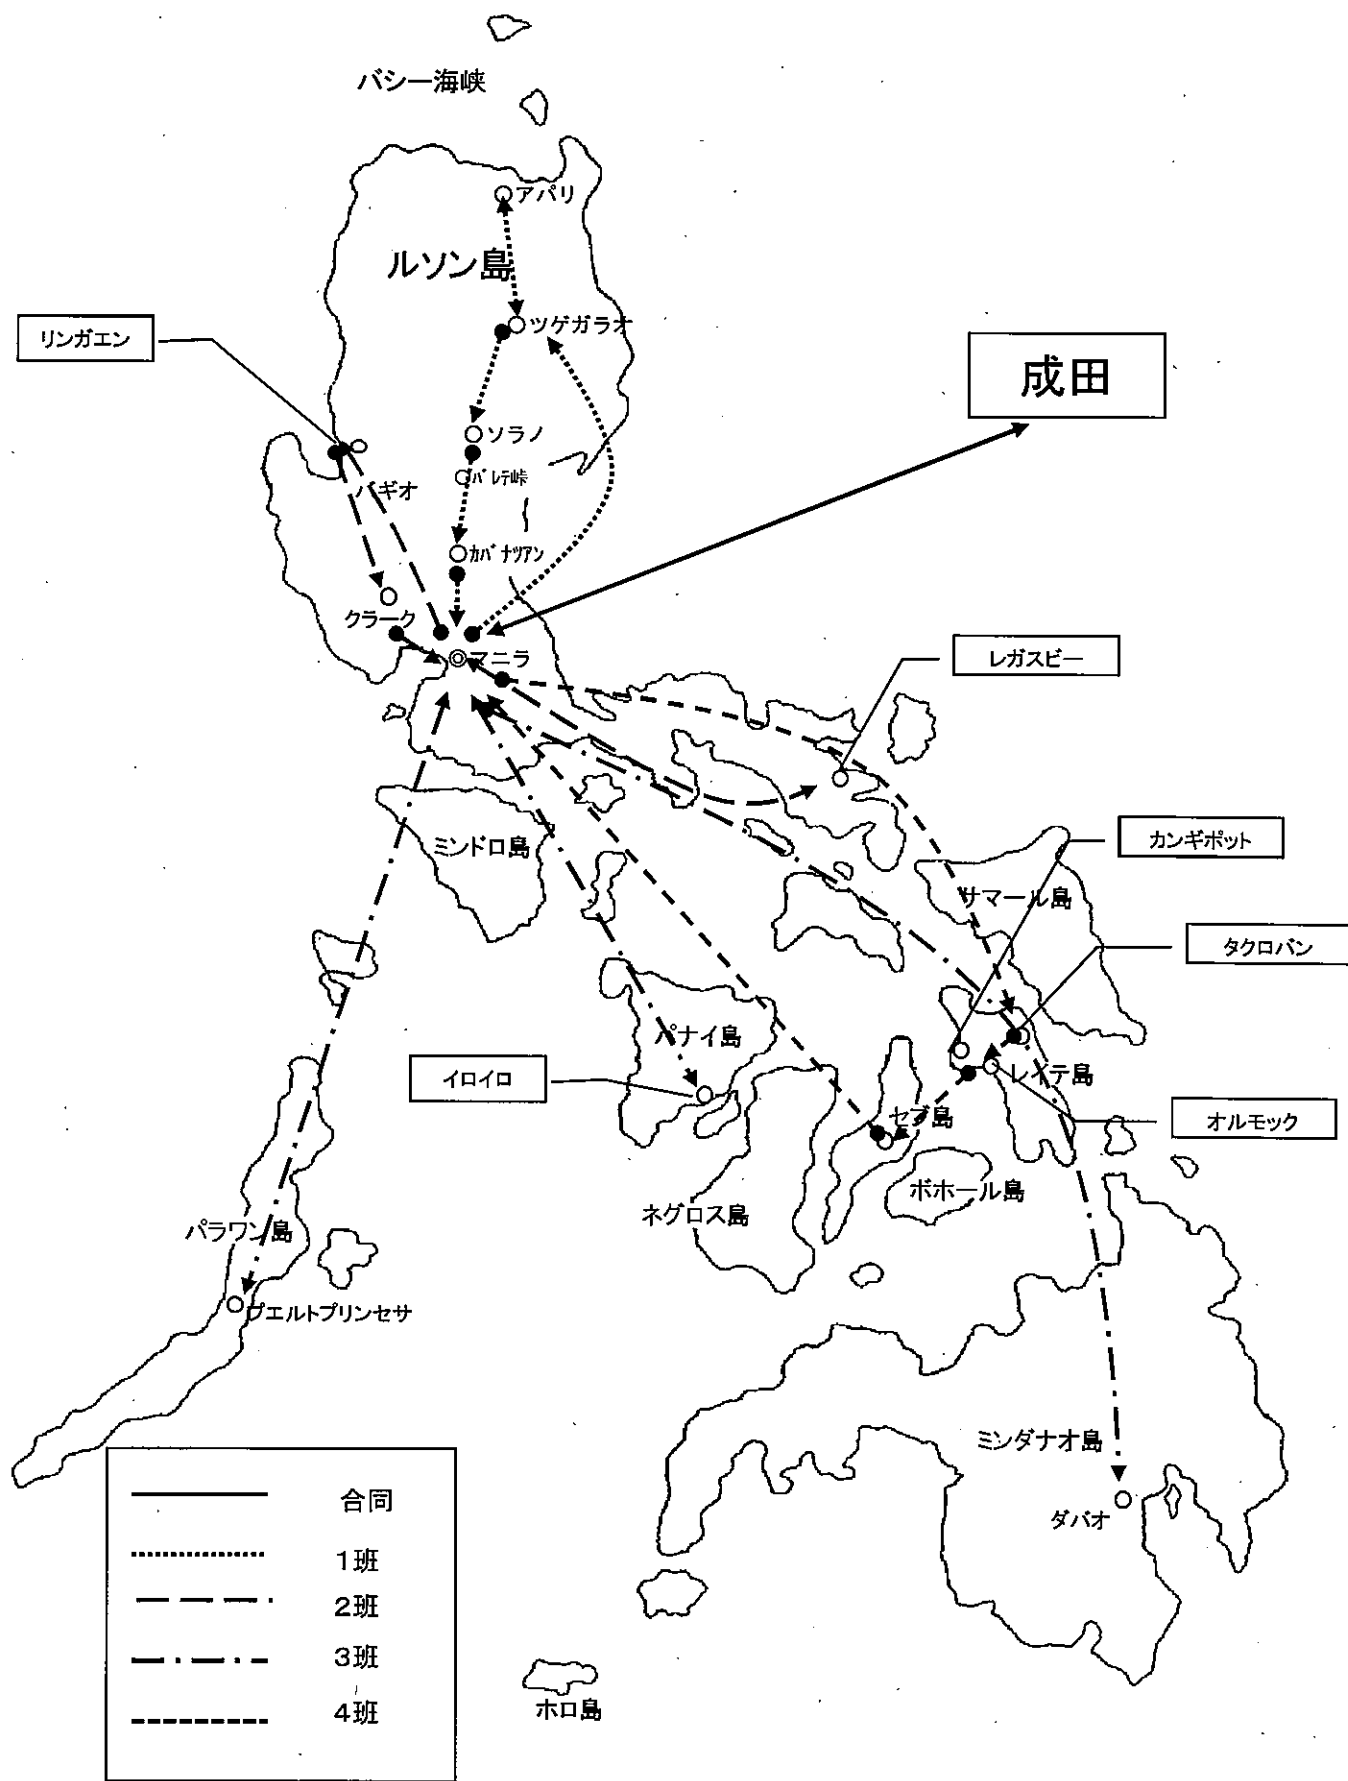 バシー海峡
アパリ
ルソン島
ツゲガラオ
リンガエン
成田
ソラノ
バレテ峠
バギオ
カバナツアン
クラーク
マニラ
レガスビー
カンギポット
ミンドロ島
サマール島
タクロバン
パナイ島
イロイロ
レイテ島
セブ島
オルモック
ボホール島
ネグロス島
パラワン島
プエルトプリンセサ
ミンダナオ島
ダバオ
合同
1班
2班
3班
4班
ホロ島